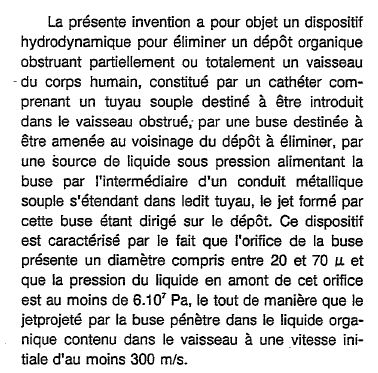 La présente invention a pour objet un dispositif
hydrodynamique pour éliminer un dépôt organique
obstruant partiellement ou totalement un vaisseau
du corps humain, constitué par un cathéter com-
prenant un tuyau souple destiné à être introduit
dans le vaisseau obstrué, par une buse destinée à
être amenée au voisinage du dépôt à éliminer, par
une source de liquide sous pression alimentant la
buse par l'intermédiaire d'un conduit métallique
souple s'étendant dans ledit tuyau, le jet formé par
cette buse étant dirigé sur le dépôt. Ce dispositif
est caractérisé par le fait que l'orifice de la buse
présente un diamètre compris entre 20 et 70 µ et
que la pression du liquide en amont de cet orifice
est au moins de 6.10⁷ Pa, le tout de manière que le
jetprojeté par la buse pénètre dans le liquide orga-
nique contenu dans le vaisseau à une vitesse ini-
tiale d'au moins 300 m/s.